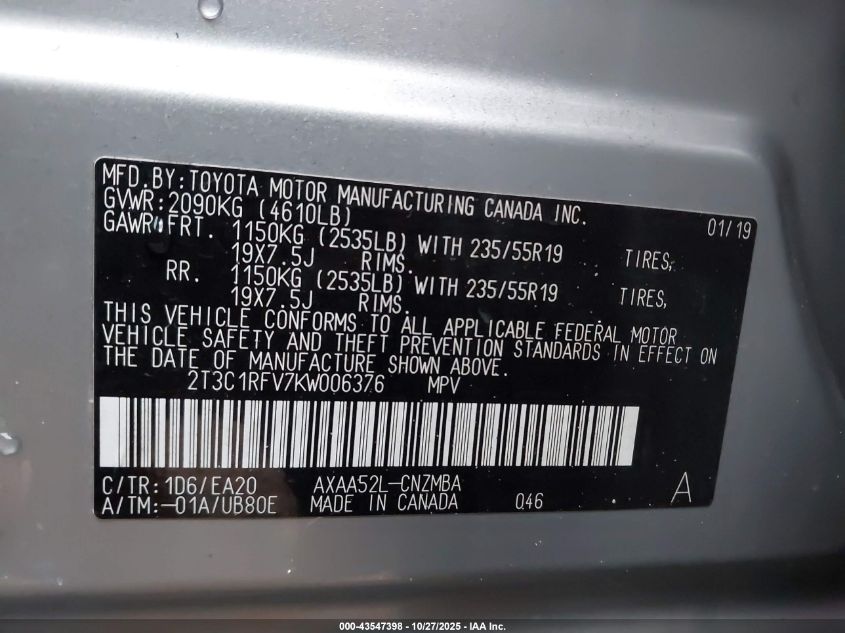 MFD.BY:TOYOTA MOTOR MANUFACTURING CANADA INC.
GVWR:2090KG (4610LB) 01/19
GAWR FRT. 1150KG (2535LB) WITH 235/55R19 TIRES,
19X7.5J RIMS.
RR. 1150KG (2535LB) WITH 235/55R19 TIRES,
19X7.5J RIMS.
THIS VEHICLE CONFORMS TO ALL APPLICABLE FEDERAL MOTOR
VEHICLE SAFETY AND THEFT PREVENTION STANDARDS IN EFFECT ON
THE DATE OF MANUFACTURE SHOWN ABOVE.
2T3C1RFV7KW006376 MPV
C/TR:1D6/EA20 AXAA52L-CNZMBA A
A/TM:-01A/UB80E MADE IN CANADA 046
000-43547398 - 10/27/2025 - IAA Inc.